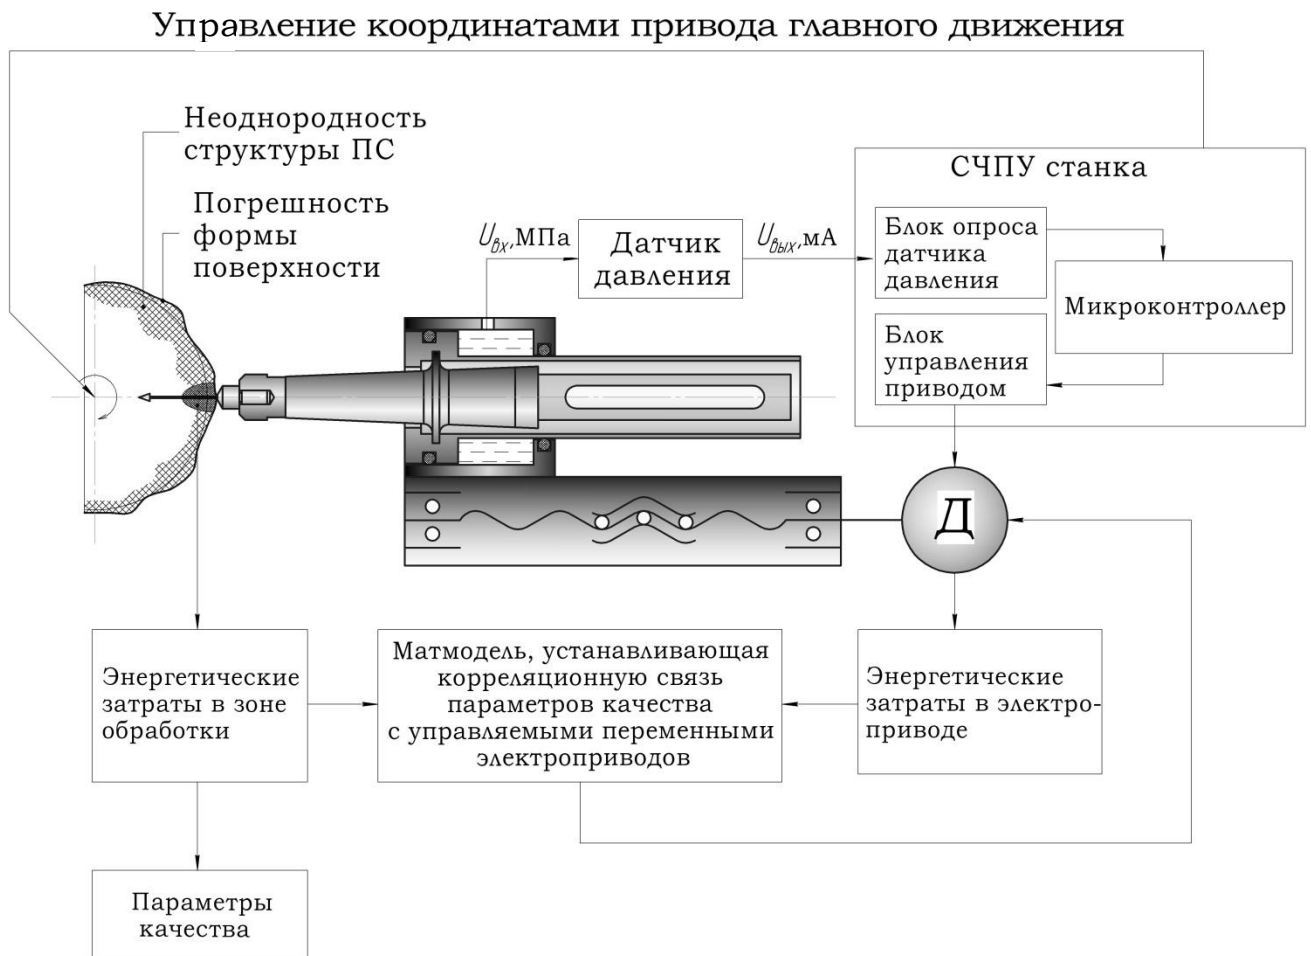 Управление координатами привода главного движения
Неоднородность
структуры ПС
Погрешность
формы
поверхности
Uвх,МПа
Датчик
давления
Uвых,мА
СЧПУ станка
Блок опроса
датчика
давления
Микроконтроллер
Блок
управления
приводом
Д
Энергетические
затраты в зоне
обработки
Матмодель, устанавливающая
корреляционную связь
параметров качества
с управляемыми переменными
электроприводов
Энергетические
затраты в электро-
приводе
Параметры
качества